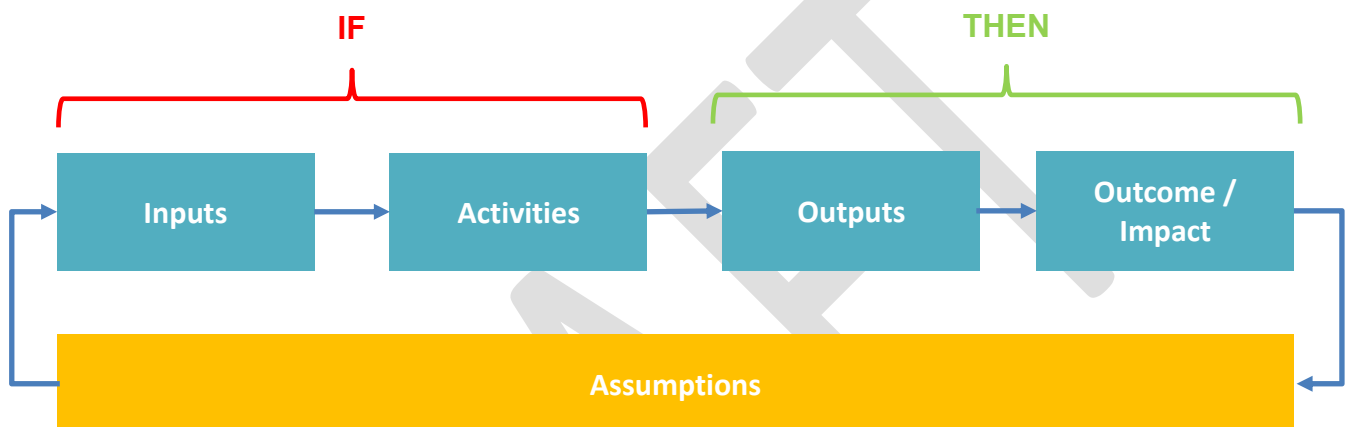 IF
THEN
Inputs
Activities
Outputs
Outcome /
Impact
Assumptions